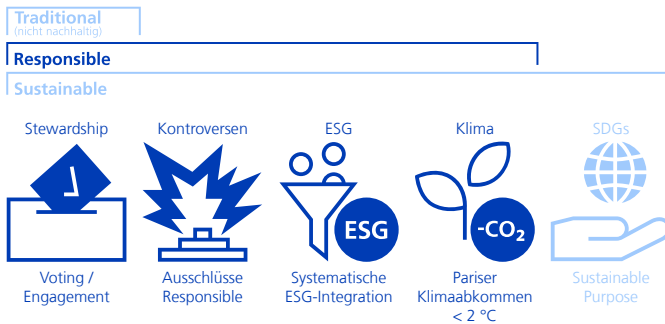 Traditional
(nicht nachhaltig)
Responsible
Sustainable
Stewardship
Kontroversen
ESG
Klima
SDGs
ESG
-CO₂
Voting /
Engagement
Ausschlüsse
Responsible
Systematische
ESG-Integration
Pariser
Klimaabkommen
< 2 °C
Sustainable
Purpose